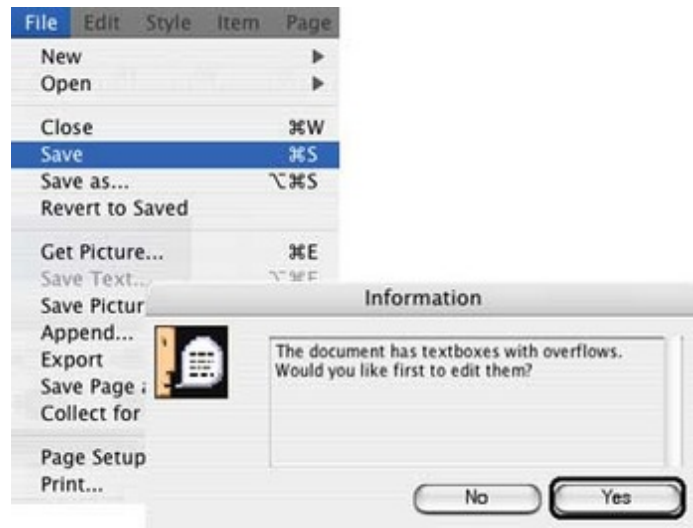 File Edit Style Item Page
New
Open
Close ⌘W
Save ⌘S
Save as... ⌥⌘S
Revert to Saved
Get Picture... ⌘E
Save Text... ⌥⌘E
Save Pictur
Append...
Export
Save Page a
Collect for
Page Setup
Print...
Information
The document has textboxes with overflows.
Would you like first to edit them?
No Yes